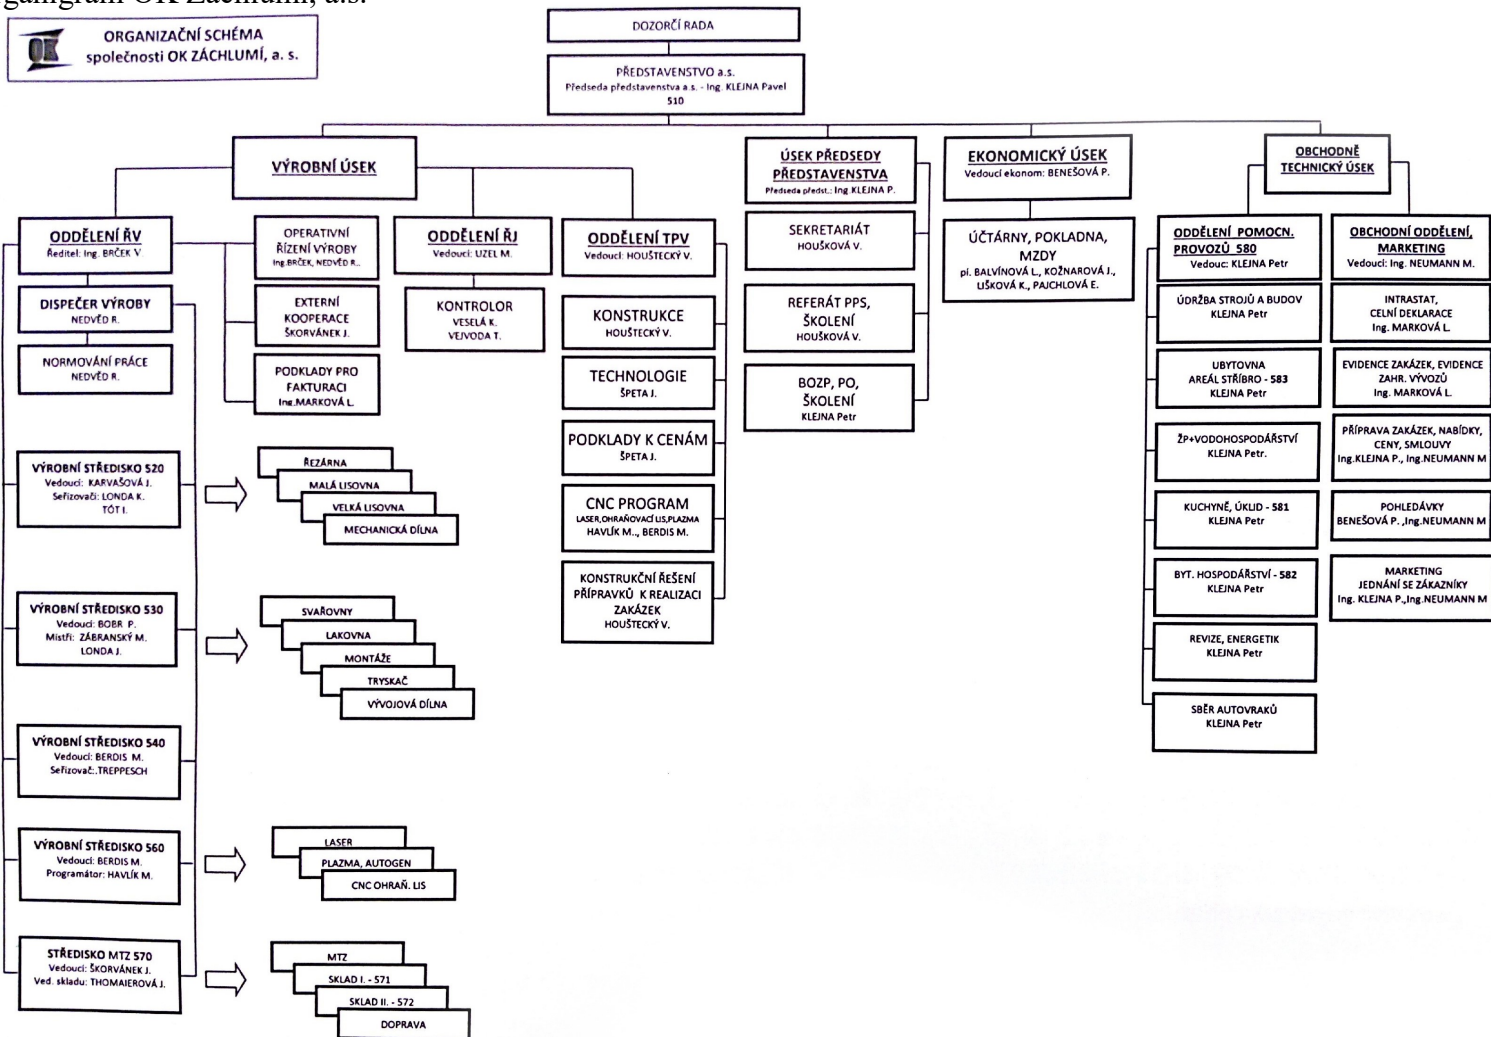 OK
ORGANIZAČNÍ SCHÉMA
společnosti OK ZÁCHLUMÍ, a. s.
DOZORČÍ RADA
PŘEDSTAVENSTVO a.s.
Předseda představenstva a.s. - Ing. KLEJNA Pavel
510
VÝROBNÍ ÚSEK
ÚSEK PŘEDSEDY
PŘEDSTAVENSTVA
Předseda předst.: Ing KLEJNA P.
EKONOMICKÝ ÚSEK
Vedoucí ekonom: BENEŠOVÁ P.
OBCHODNĚ
TECHNICKÝ ÚSEK
ODDĚLENÍ ŘV
Ředitel: Ing. BRČEK V
DISPEČER VÝROBY
NEDVĚD R.
NORMOVÁNÍ PRÁCE
NEDVĚD R.
OPERATIVNÍ
ŘÍZENÍ VÝROBY
Ing.BRČEK, NEDVĚD R..
EXTERNÍ
KOOPERACE
ŠKORVÁNEK J.
PODKLADY PRO
FAKTURACI
Ing.MARKOVÁ L.
ODDĚLENÍ ŘJ
Vedoucí: UZEL M.
KONTROLOR
VESELÁ K.
VEJVODA T.
ODDĚLENÍ TPV
Vedoucí: HOUŠTECKÝ V.
KONSTRUKCE
HOUŠTECKÝ V.
TECHNOLOGIE
ŠPETA J.
PODKLADY K CENÁM
ŠPETA J.
CNC PROGRAM
LASER,OHRAŇOVACÍ LIS,PLAZMA
HAVLÍK M.., BERDIS M.
KONSTRUKČNÍ ŘEŠENÍ
PŘÍPRAVKŮ K REALIZACI
ZAKÁZEK
HOUŠTECKÝ V.
SEKRETARIÁT
HOUŠKOVÁ V.
REFERÁT PPS,
ŠKOLENÍ
HOUŠKOVÁ V.
BOZP, PO,
ŠKOLENÍ
KLEJNA Petr
ÚČTÁRNY, POKLADNA,
MZDY
pí. BALVÍNOVÁ L., KOŽNAROVÁ J.,
LIŠKOVÁ K., PAJCHLOVÁ E.
ODDĚLENÍ POMOCN.
PROVOZŮ 580
Vedouc: KLEJNA Petr
ÚDRŽBA STROJŮ A BUDOV
KLEJNA Petr
UBYTOVNA
AREÁL STŘÍBRO - 583
KLEJNA Petr
ŽP+VODOHOSPODÁŘSTVÍ
KLEJNA Petr.
KUCHYNĚ, ÚKLID - 581
KLEJNA Petr
BYT. HOSPODÁŘSTVÍ - 582
KLEJNA Petr
REVIZE, ENERGETIK
KLEJNA Petr
SBĚR AUTOVRAKŮ
KLEJNA Petr
OBCHODNÍ ODDĚLENÍ,
MARKETING
Vedoucí: Ing. NEUMANN M.
INTRASTAT,
CELNÍ DEKLARACE
Ing. MARKOVÁ L.
EVIDENCE ZAKÁZEK, EVIDENCE
ZAHR. VÝVOZŮ
Ing. MARKOVÁ L.
PŘÍPRAVA ZAKÁZEK, NABÍDKY,
CENY, SMLOUVY
Ing.KLEJNA P., Ing.NEUMANN M
POHLEDÁVKY
BENEŠOVÁ P. ,Ing.NEUMANN M
MARKETING
JEDNÁNÍ SE ZÁKAZNÍKY
Ing. KLEJNA P.,Ing.NEUMANN M
VÝROBNÍ STŘEDISKO 520
Vedoucí: KARVAŠOVÁ J.
Seřizovači: LONDA K.
TÓT I.
ŘEZÁRNA
MALÁ LISOVNA
VELKÁ LISOVNA
MECHANICKÁ DÍLNA
VÝROBNÍ STŘEDISKO 530
Vedoucí: BOBR P.
Mistři: ZÁBRANSKÝ M.
LONDA J.
SVAŘOVNY
LAKOVNA
MONTÁŽE
TRYSKAČ
VÝVOJOVÁ DÍLNA
VÝROBNÍ STŘEDISKO 540
Vedoucí: BERDIS M.
Seřizovač:.TREPPESCH
VÝROBNÍ STŘEDISKO 560
Vedoucí: BERDIS M.
Programátor: HAVLÍK M.
LASER
PLAZMA, AUTOGEN
CNC OHRAŇ. LIS
STŘEDISKO MTZ 570
Vedoucí: ŠKORVÁNEK J.
Ved. skladu: THOMAIEROVÁ J.
MTZ
SKLAD I. - 571
SKLAD II. - 572
DOPRAVA